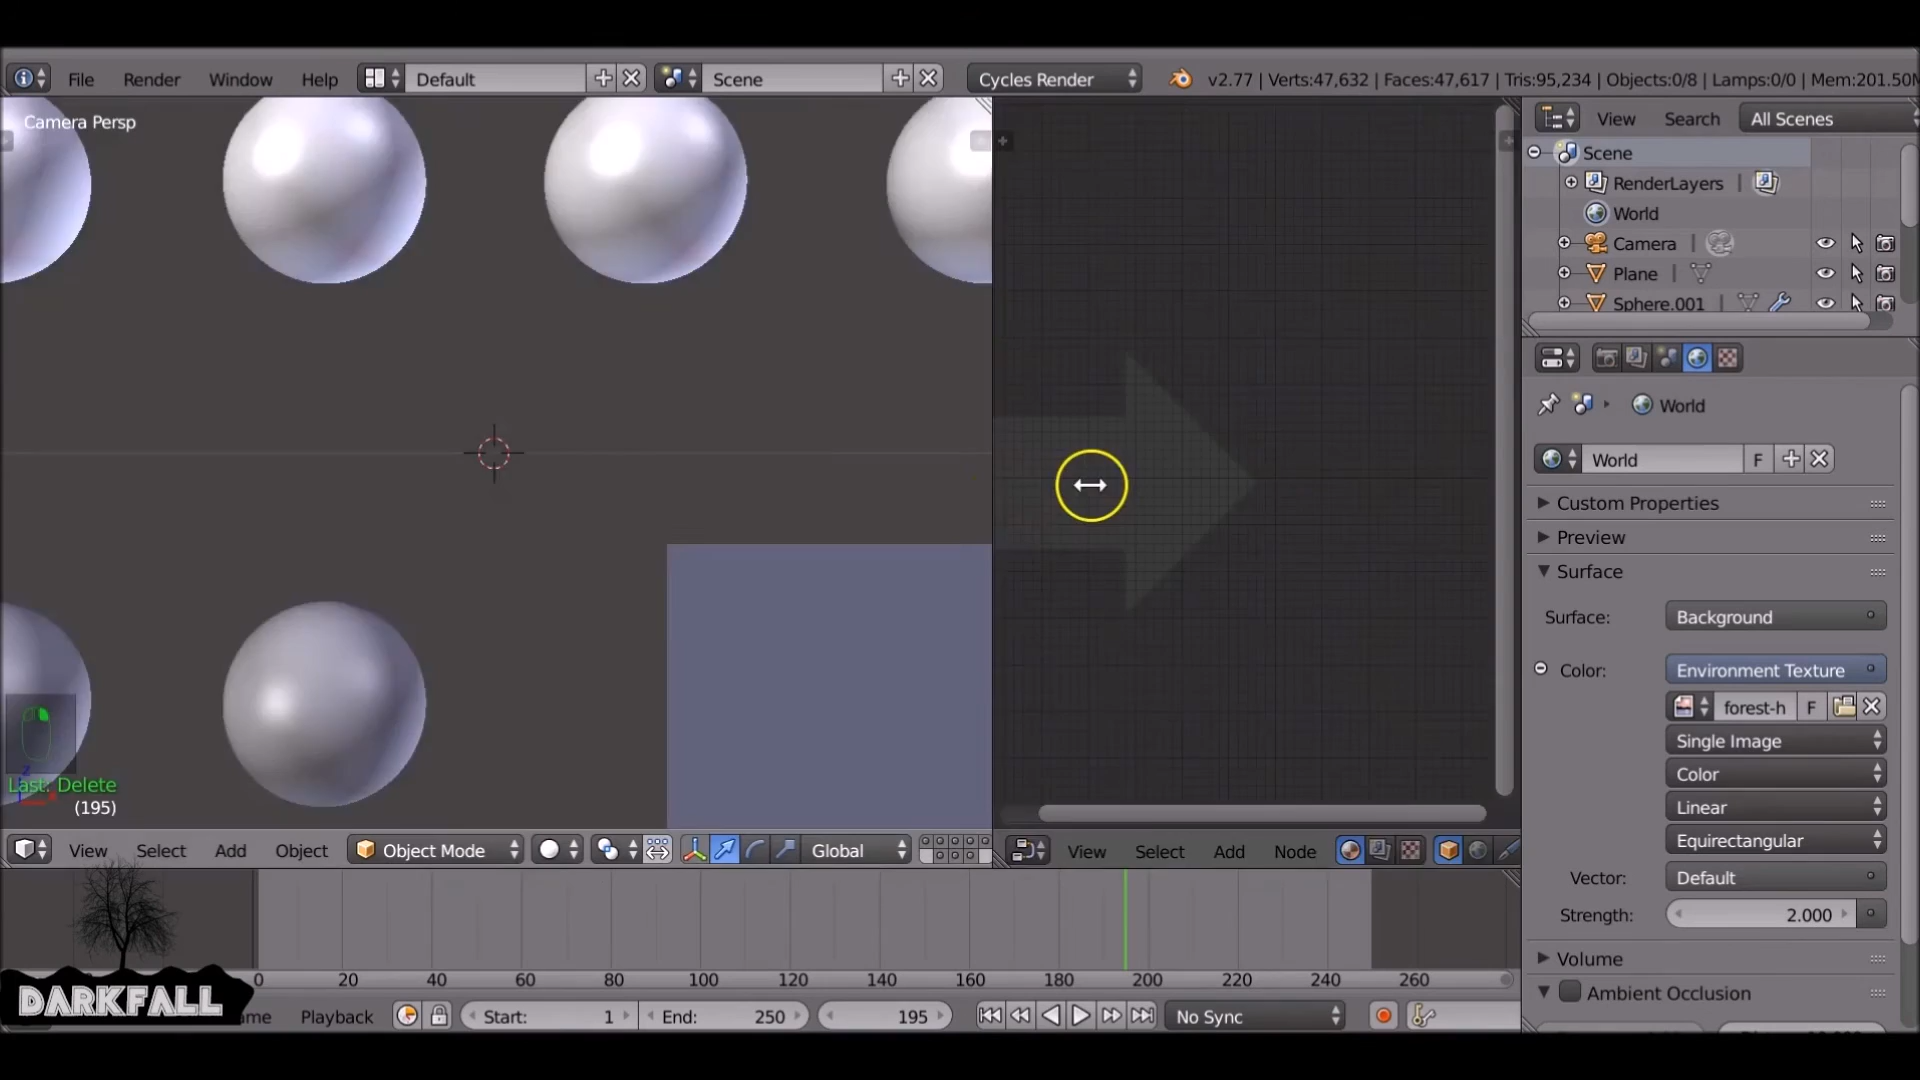 File Render Window Help Default Scene Cycles Render v2.77 | Verts:47,632 | Faces:47,617 | Tris:95,234 | Objects:0/8 | Lamps:0/0 | Mem:201.50M
Camera Persp
View Search All Scenes
Scene
RenderLayers
World
Camera
Plane
Sphere.001
World
World F
Custom Properties
Preview
Surface
Surface: Background
Color: Environment Texture
forest-h F
Single Image
Color
Linear
Equirectangular
Vector: Default
Strength: 2.000
Volume
Ambient Occlusion
Last: Delete
(195)
View Select Add Object Object Mode Global
View Select Add Node
0 20 40 60 80 100 120 140 160 180 200 220 240 260
DARKFALL
Playback Start: 1 End: 250 195 No Sync